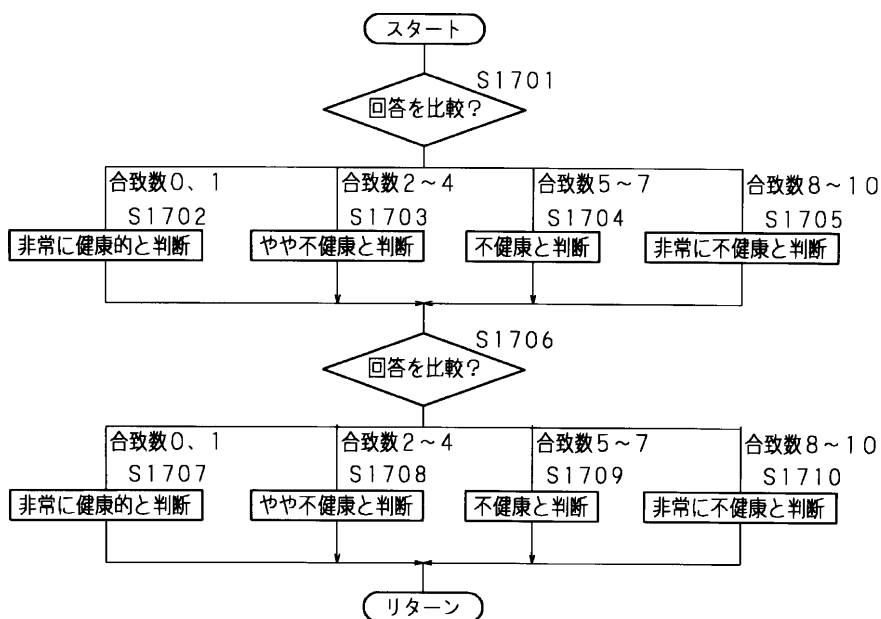 スタート
S1701
回答を比較?
合致数0、1
合致数2～4
合致数5～7
合致数8～10
S1702
S1703
S1704
S1705
非常に健康的と判断
やや不健康と判断
不健康と判断
非常に不健康と判断
S1706
回答を比較?
合致数0、1
合致数2～4
合致数5～7
合致数8～10
S1707
S1708
S1709
S1710
非常に健康的と判断
やや不健康と判断
不健康と判断
非常に不健康と判断
リターン